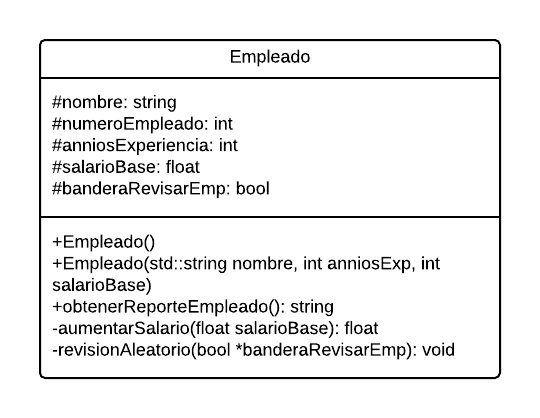 Empleado
#nombre: string
#numeroEmpleado: int
#anniosExperiencia: int
#salarioBase: float
#banderaRevisarEmp: bool
+Empleado()
+Empleado(std::string nombre, int anniosExp, int
salarioBase)
+obtenerReporteEmpleado(): string
-aumentarSalario(float salarioBase): float
-revisionAleatorio(bool *banderaRevisarEmp): void